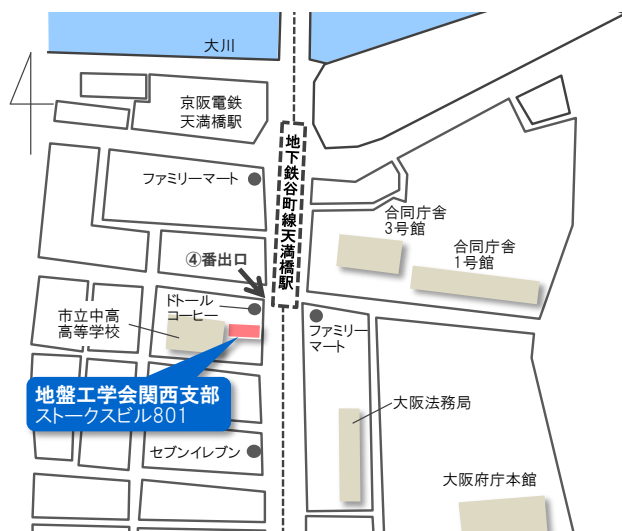 大川
京阪電鉄
天満橋駅
地下鉄谷町線天満橋駅
ファミリーマート
合同庁舎
3号館
合同庁舎
1号館
④番出口
ドトール
コーヒー
市立中高
高等学校
ファミリー
マート
地盤工学会関西支部
ストークスビル801
大阪法務局
セブンイレブン
大阪府庁本館